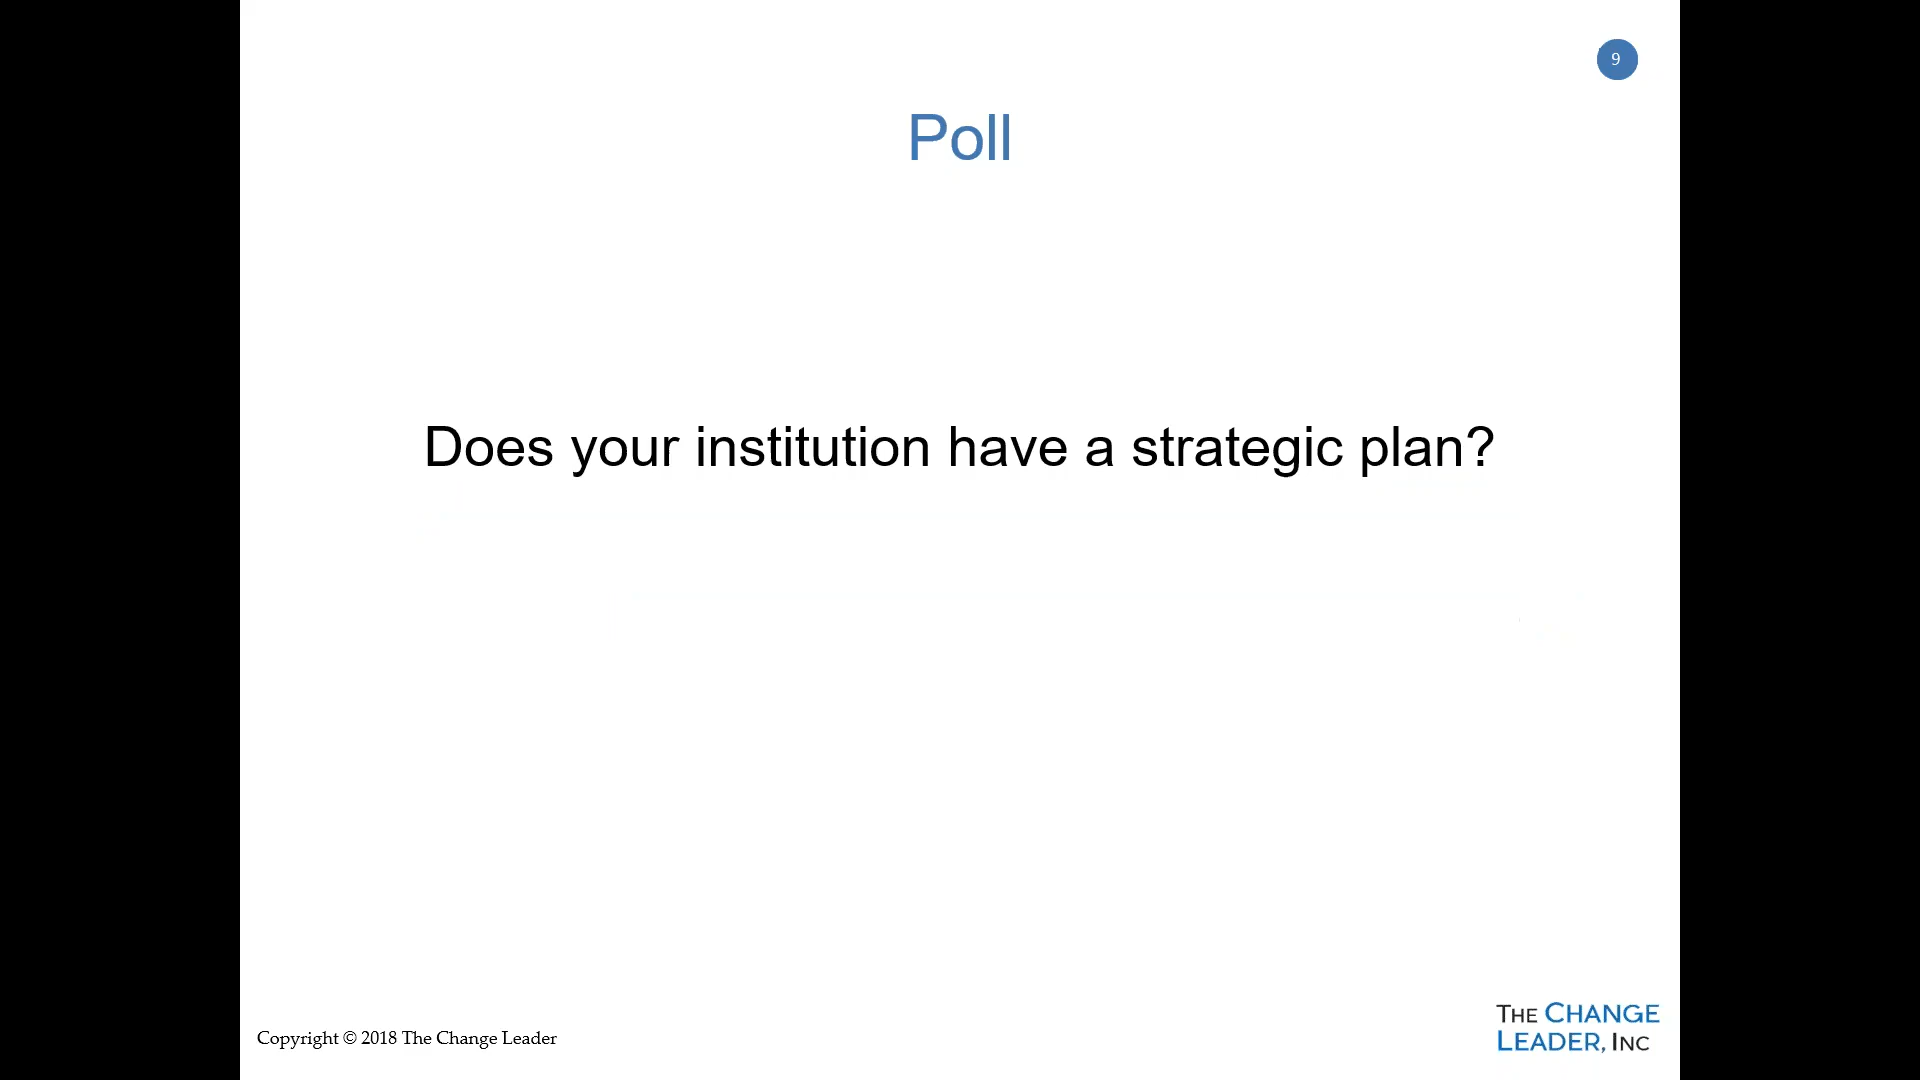 9
Poll
Does your institution have a strategic plan?
Copyright © 2018 The Change Leader
THE CHANGE
LEADER, INC